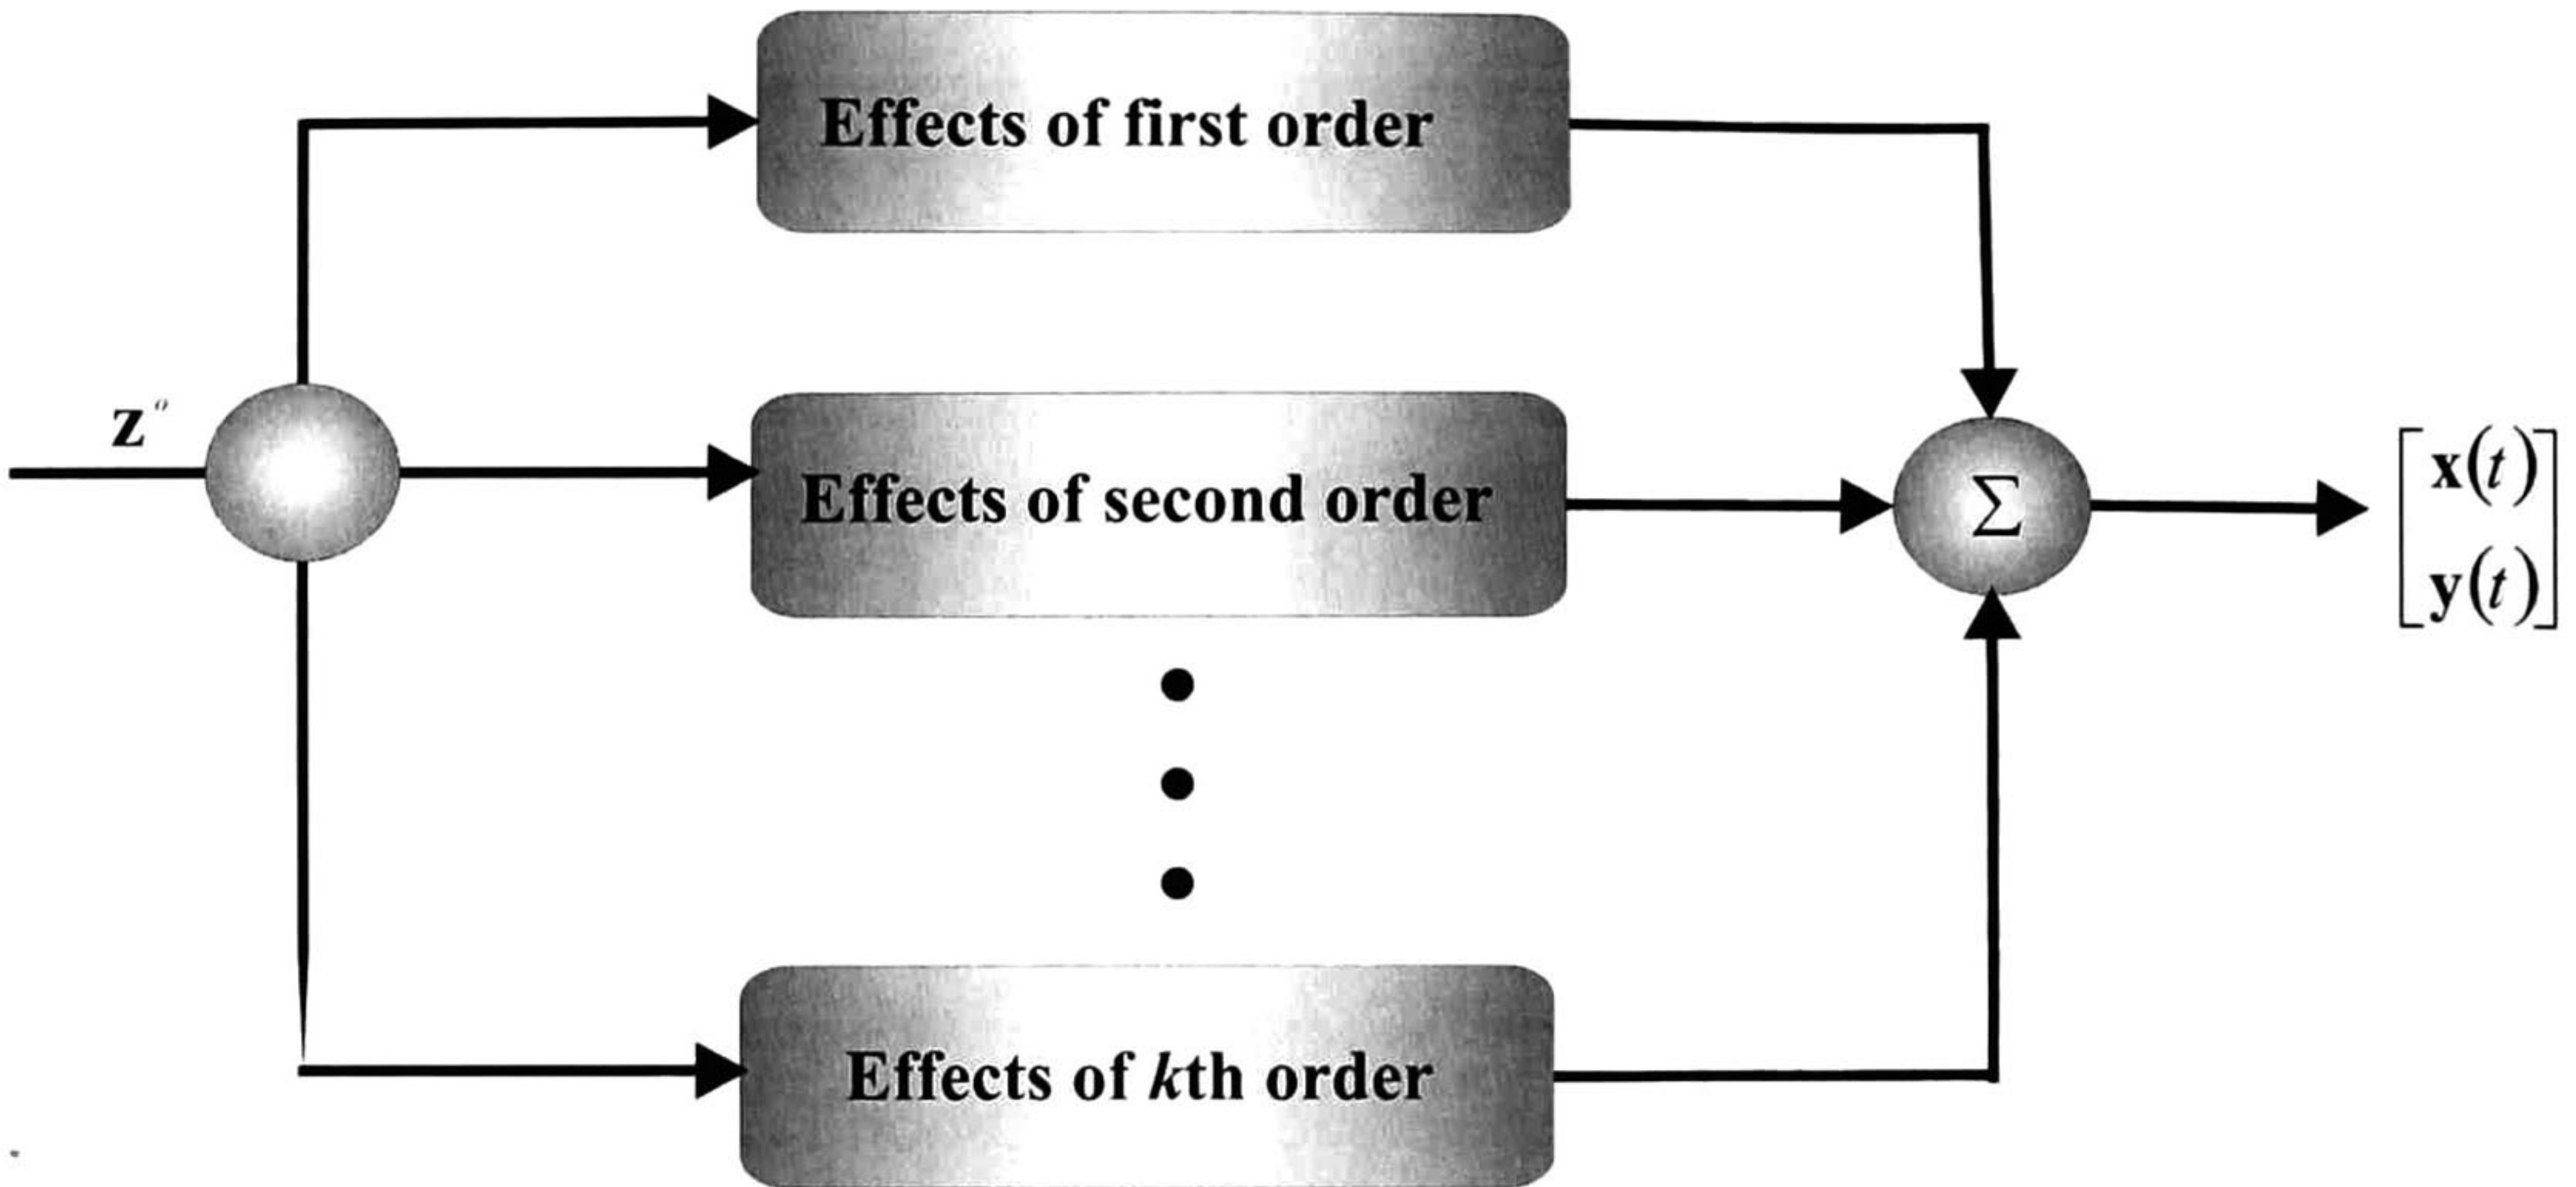 Effects of first order
z°
Effects of second order
Σ
[x(t)
y(t)]
Effects of kth order